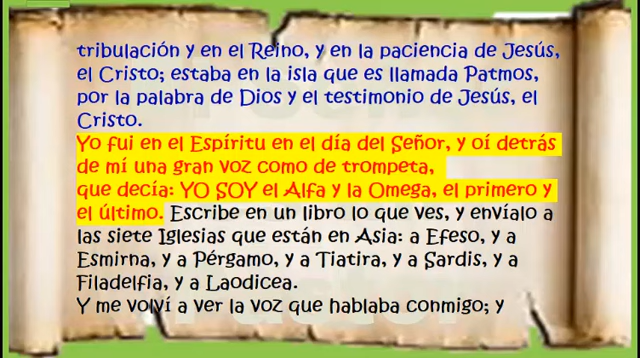 tribulación y en el Reino, y en la paciencia de Jesús,
el Cristo; estaba en la isla que es llamada Patmos,
por la palabra de Dios y el testimonio de Jesús, el
Cristo.
Yo fui en el Espíritu en el día del Señor, y oí detrás
de mí una gran voz como de trompeta,
que decía: YO SOY el Alfa y la Omega, el primero y
el último. Escribe en un libro lo que ves, y envíalo a
las siete Iglesias que están en Asia: a Efeso, y a
Esmirna, y a Pérgamo, y a Tiatira, y a Sardis, y a
Filadelfia, y a Laodicea.
Y me volví a ver la voz que hablaba conmigo; y